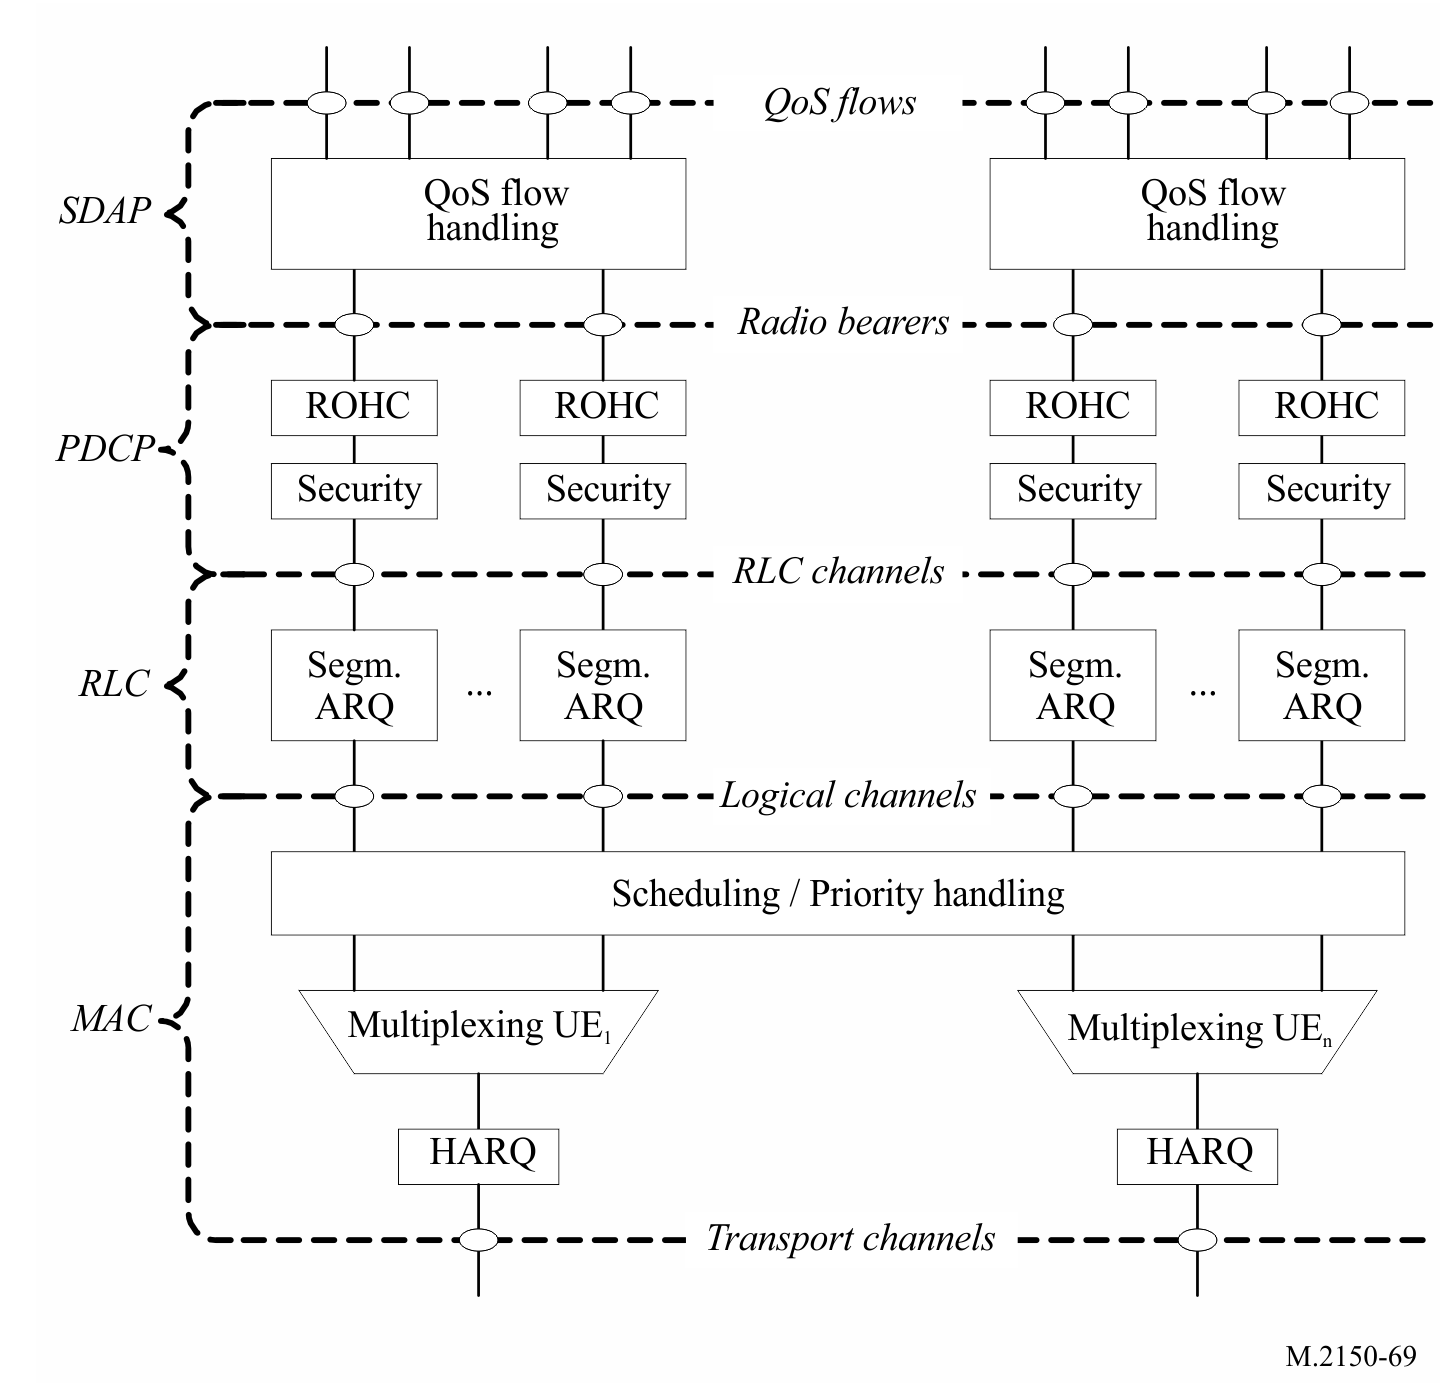 QoS flows
QoS flow
handling
QoS flow
handling
SDAP
Radio bearers
ROHC
ROHC
ROHC
ROHC
PDCP
Security
Security
Security
Security
RLC channels
Segm.
ARQ
...
Segm.
ARQ
Segm.
ARQ
...
Segm.
ARQ
RLC
Logical channels
Scheduling / Priority handling
MAC
Multiplexing UE1
Multiplexing UEn
HARQ
HARQ
Transport channels
M.2150-69